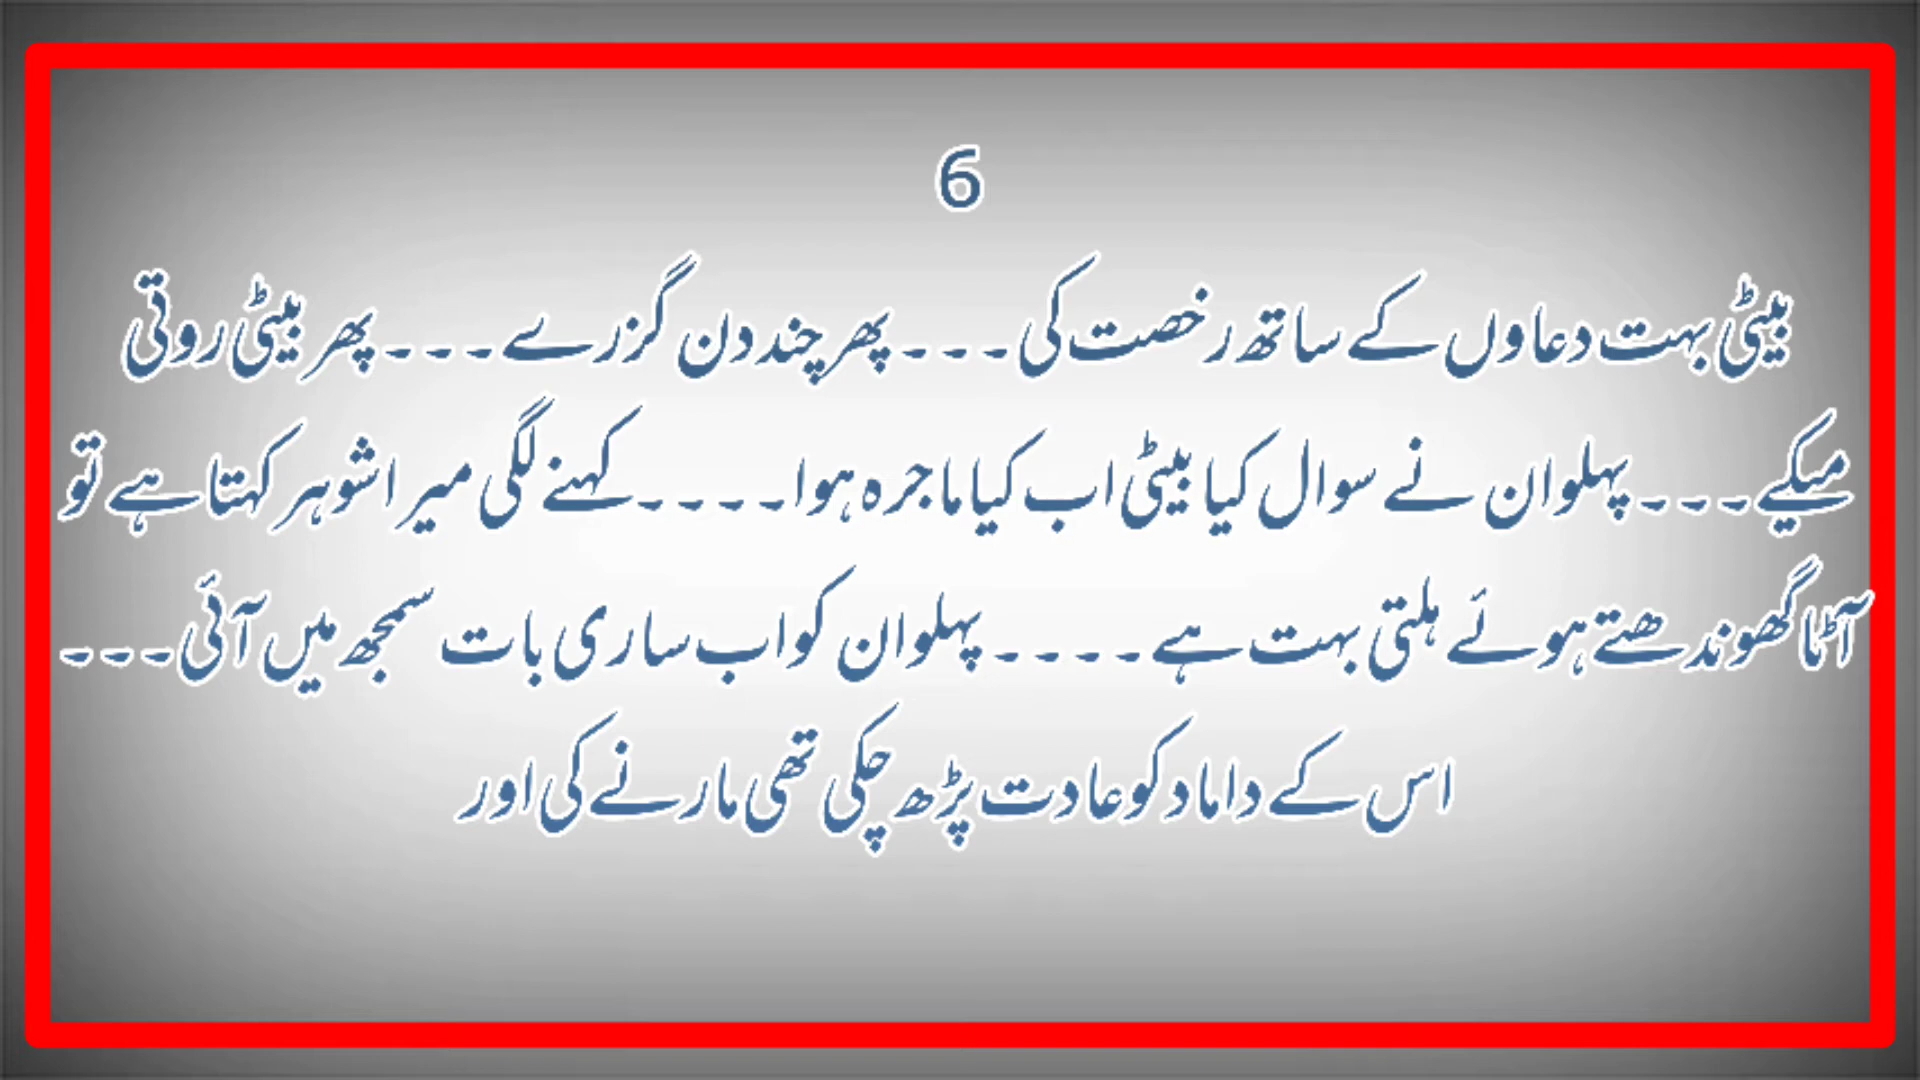 6
بیٹی بہت دعاوں کے ساتھ رخصت کی۔۔۔ پھر چند دن گزرے۔۔۔ پھر بیٹی روتی
میکے۔۔۔ پہلوان نے سوال کیا بیٹی اب کیا ماجرہ ہوا۔۔۔۔ کہنے لگی میرا شوہر کہتا ہے تو
آٹا گھوندھتے ہوئے ہلتی بہت ہے۔۔۔۔ پہلوان کو اب ساری بات سمجھ میں آئی۔۔۔
اس کے داماد کو عادت پڑھ چکی تھی مارنے کی اور